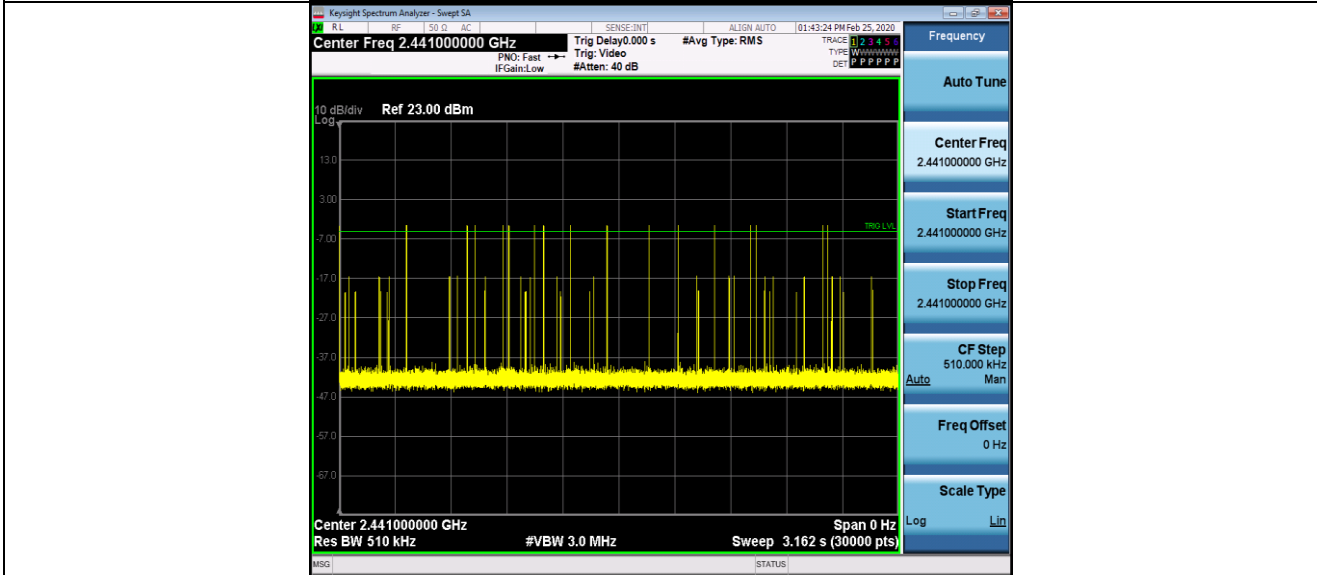 Keysight Spectrum Analyzer - Swept SA
RL RF 50 Ω AC SENSE:INT ALIGN AUTO 01:43:24 PM Feb 25, 2020
Center Freq 2.441000000 GHz
PNO: Fast
IFGain:Low
Trig Delay0.000 s
Trig: Video
#Atten: 40 dB
#Avg Type: RMS
TRACE 1 2 3 4 5 6
TYPE W
DET P P P P P P
10 dB/div
Log
Ref 23.00 dBm
13.0
3.00
TRIG LVL
-7.00
-17.0
-27.0
-37.0
-47.0
-57.0
-67.0
Center 2.441000000 GHz Span 0 Hz
Res BW 510 kHz #VBW 3.0 MHz Sweep 3.162 s (30000 pts)
MSG STATUS
Frequency
Auto Tune
Center Freq
2.441000000 GHz
Start Freq
2.441000000 GHz
Stop Freq
2.441000000 GHz
CF Step
510.000 kHz
Auto Man
Freq Offset
0 Hz
Scale Type
Log Lin